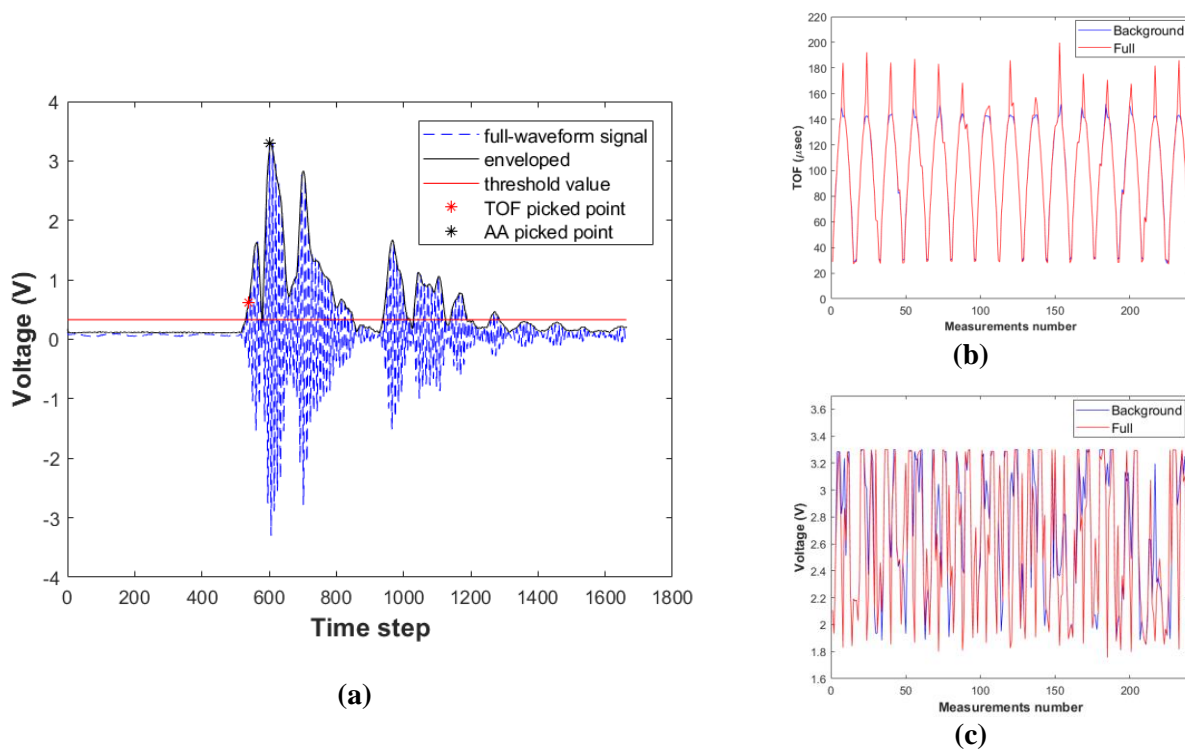 4
3
2
1
0
-1
-2
-3
-4
Voltage (V)
0 200 400 600 800 1000 1200 1400 1600 1800
Time step
full-waveform signal
enveloped
threshold value
TOF picked point
AA picked point
(a)
220
200
180
160
140
120
100
80
60
40
20
0
TOF (μsec)
0 50 100 150 200
Measurements number
Background
Full
(b)
3.6
3.4
3.2
3
2.8
2.6
2.4
2.2
2
1.8
1.6
Voltage (V)
0 50 100 150 200
Measurements number
Background
Full
(c)